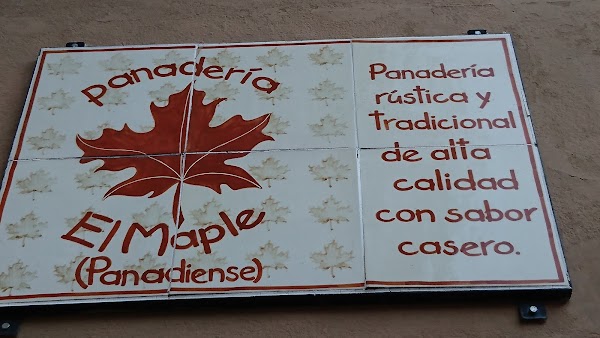 Panadería
El Maple
(Panadiense)
Panadería
rústica y
tradicional
de alta
calidad
con sabor
casero.